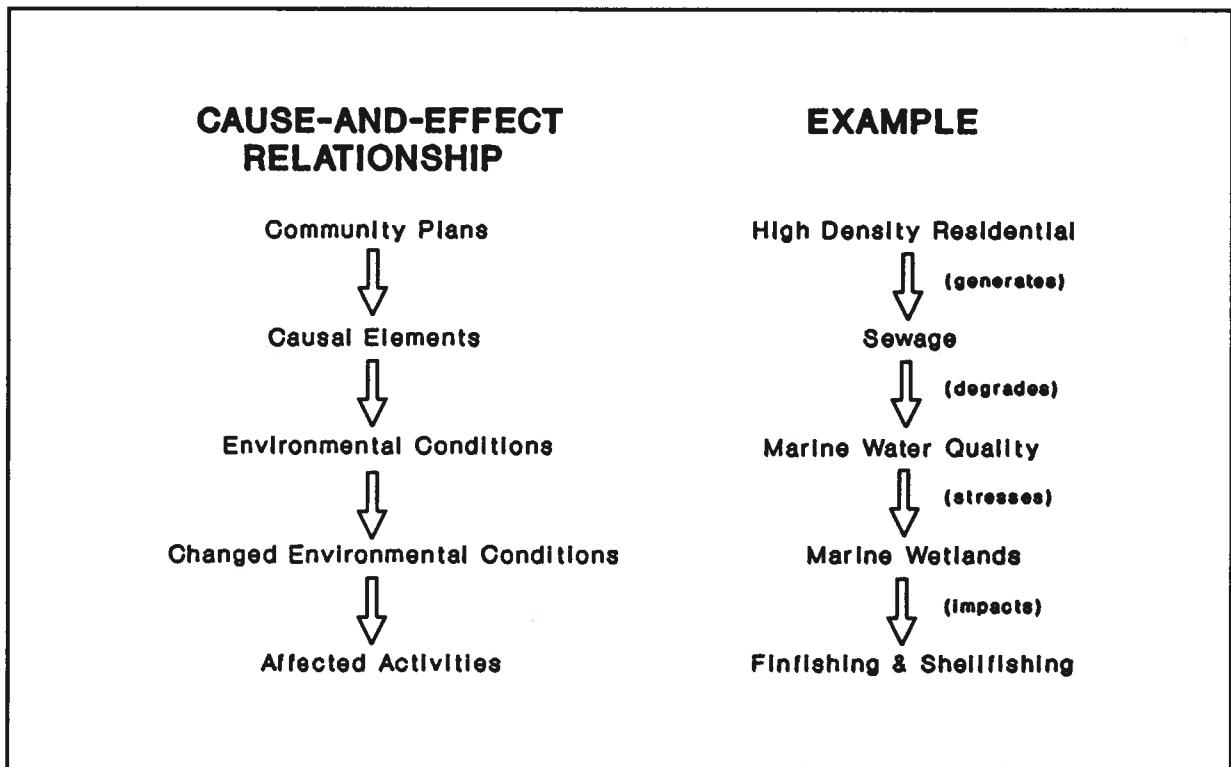 CAUSE-AND-EFFECT
RELATIONSHIP
Community Plans
Causal Elements
Environmental Conditions
Changed Environmental Conditions
Affected Activities
EXAMPLE
High Density Residential
(generates)
Sewage
(degrades)
Marine Water Quality
(stresses)
Marine Wetlands
(impacts)
Finfishing & Shellfishing